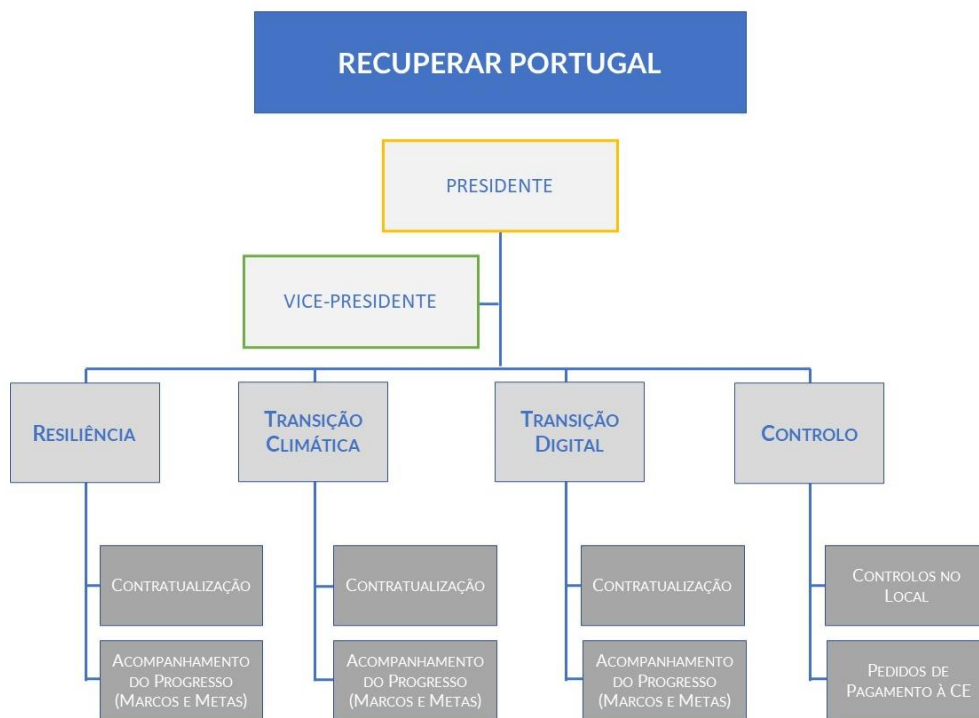 RECUPERAR PORTUGAL
PRESIDENTE
VICE-PRESIDENTE
RESILIÊNCIA
TRANSIÇÃO
CLIMÁTICA
TRANSIÇÃO
DIGITAL
CONTROLO
CONTRATUALIZAÇÃO
CONTRATUALIZAÇÃO
CONTRATUALIZAÇÃO
CONTROLOS NO
LOCAL
ACOMPANHAMENTO
DO PROGRESSO
(MARCOS E METAS)
ACOMPANHAMENTO
DO PROGRESSO
(MARCOS E METAS)
ACOMPANHAMENTO
DO PROGRESSO
(MARCOS E METAS)
PEDIDOS DE
PAGAMENTO À CE